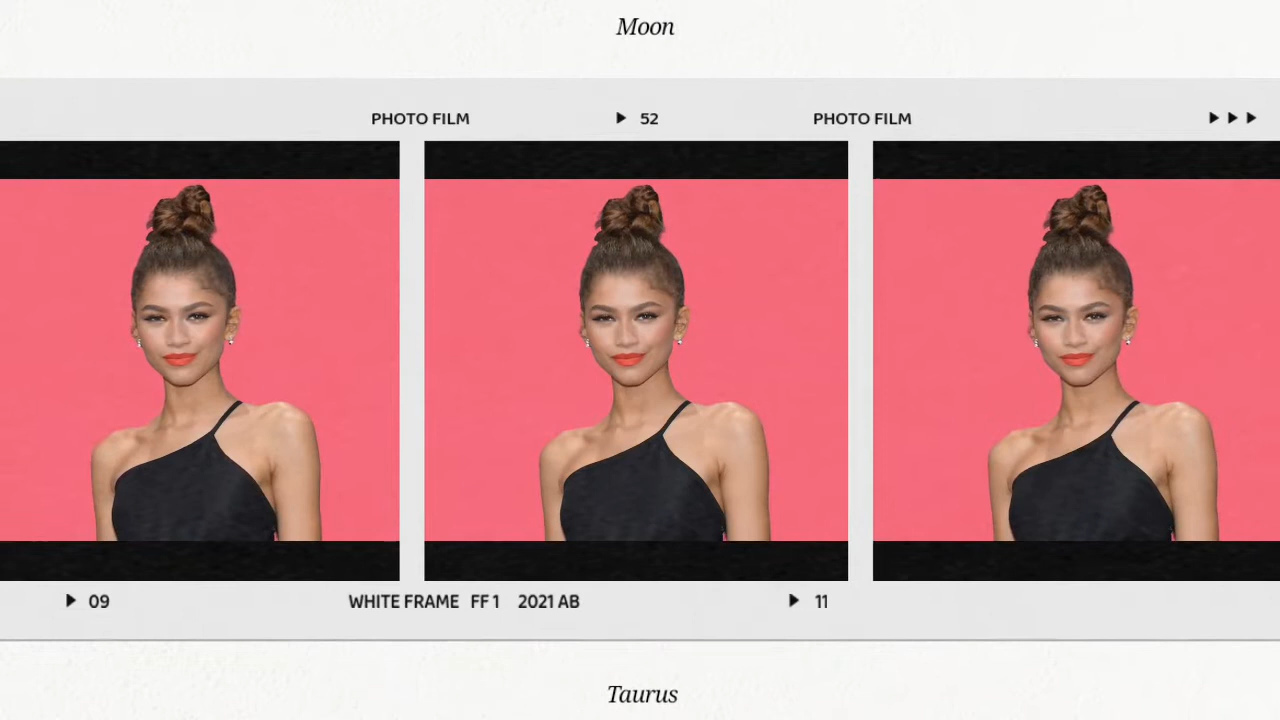 Moon
PHOTO FILM ▶ 52 PHOTO FILM ▶ ▶ ▶
▶ 09 WHITE FRAME FF 1 2021 AB ▶ 11
Taurus